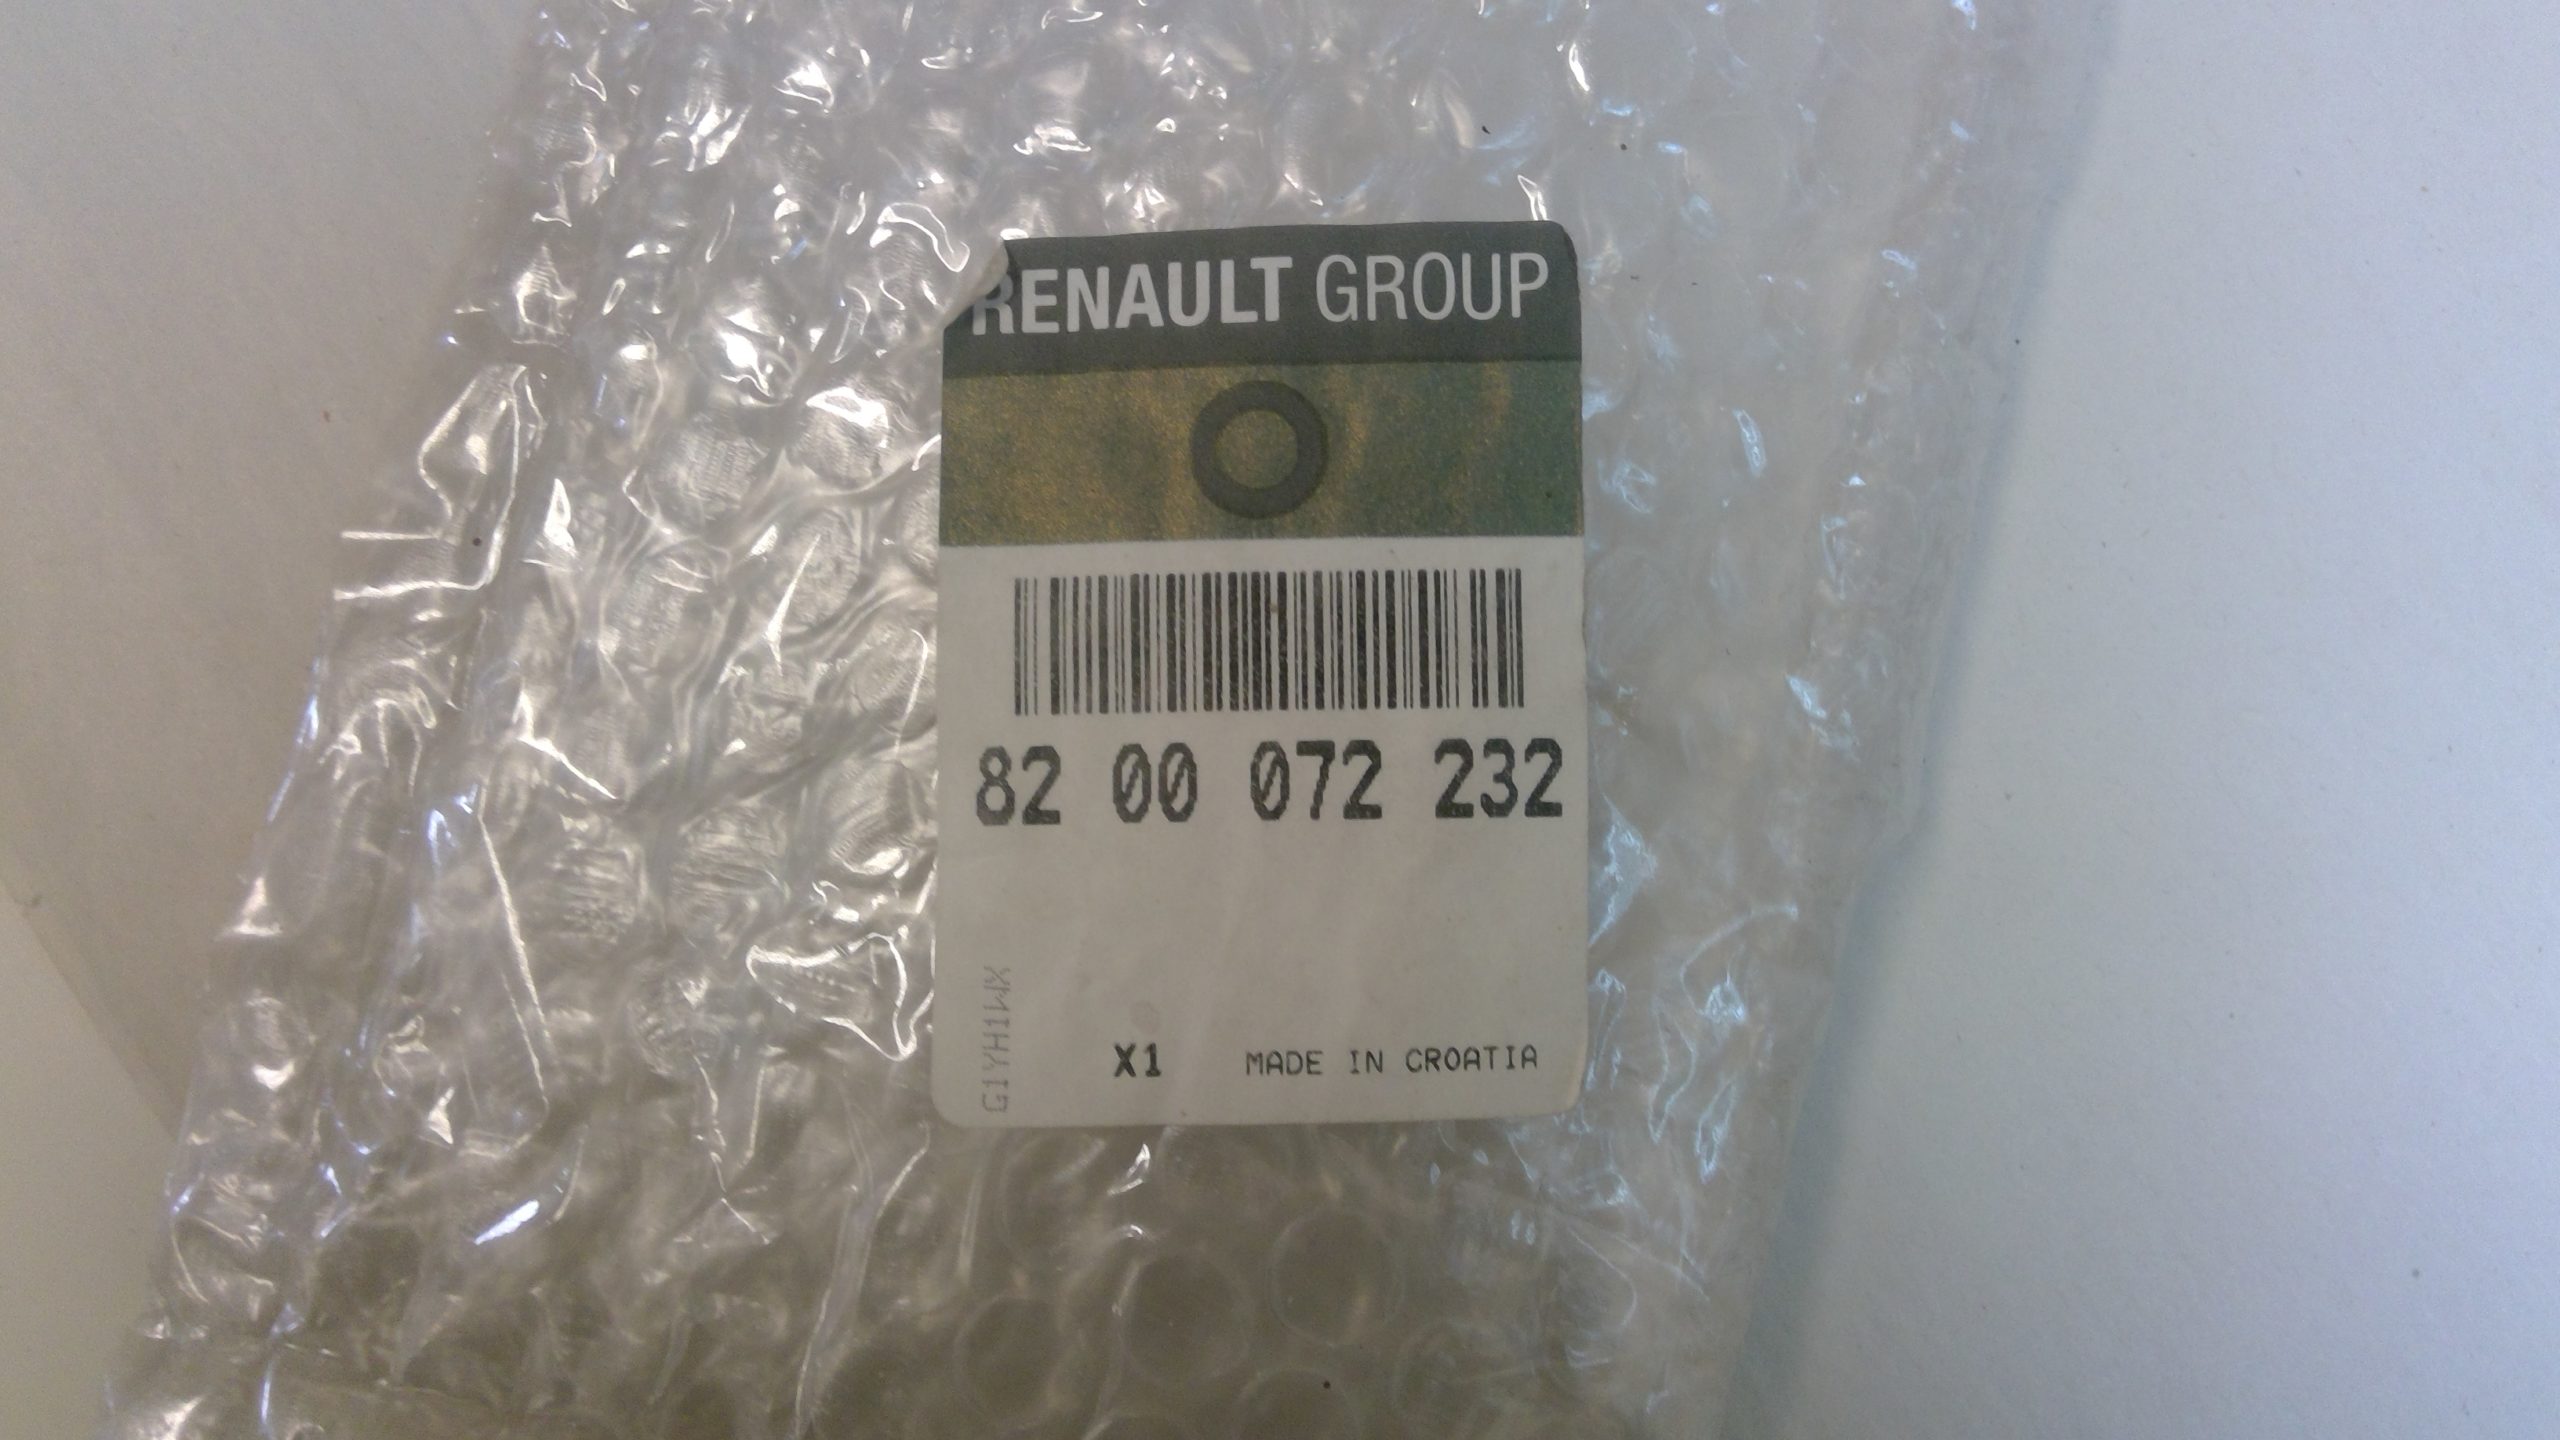 RENAULT GROUP
82 00 072 232
G1YH1WX
X1 MADE IN CROATIA